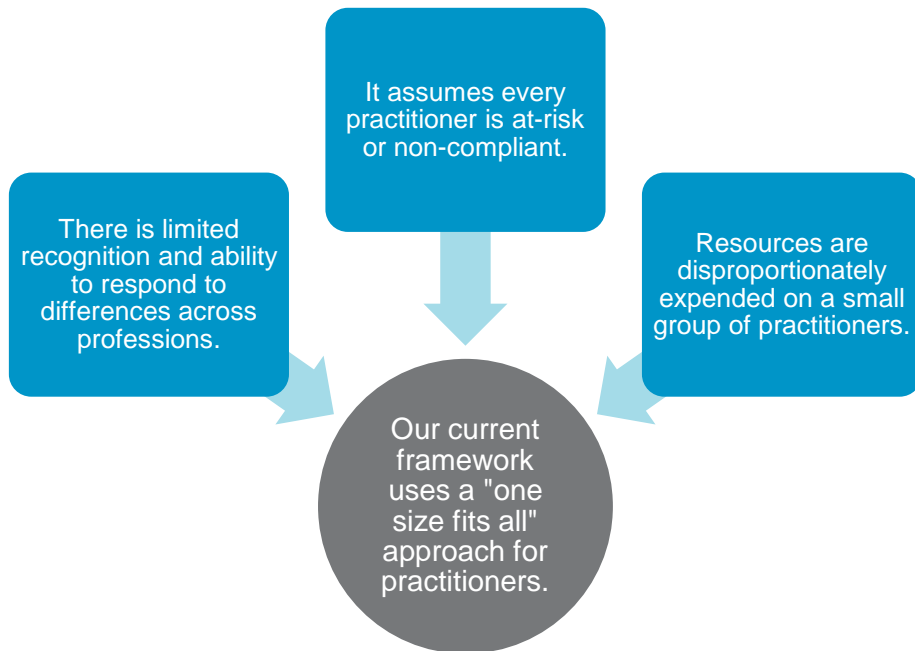 It assumes every
practitioner is at-risk
or non-compliant.
There is limited
recognition and ability
to respond to
differences across
professions.
Resources are
disproportionately
expended on a small
group of practitioners.
Our current
framework
uses a "one
size fits all"
approach for
practitioners.